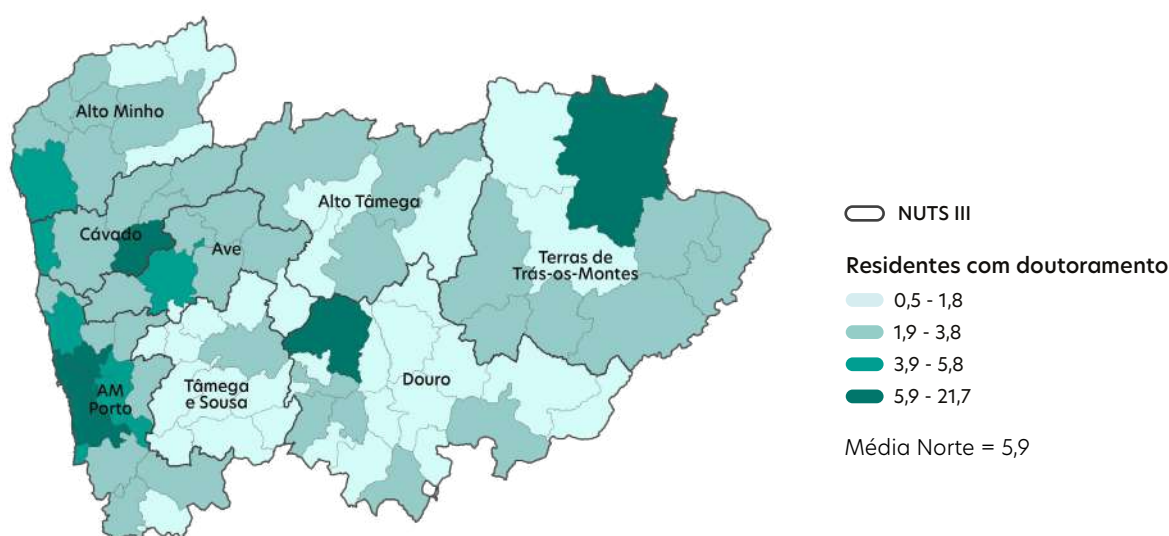 Alto Minho
Alto Tâmega
Cávado
Ave
Terras de
Trás-os-Montes
AM
Porto
Tâmega
e Sousa
Douro
NUTS III
Residentes com doutoramento
0,5 - 1,8
1,9 - 3,8
3,9 - 5,8
5,9 - 21,7
Média Norte = 5,9